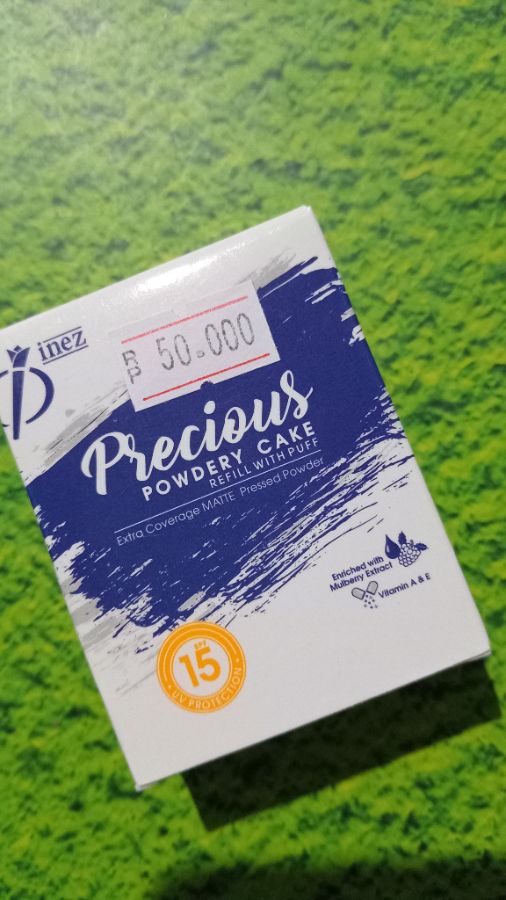 inez
Rp 50.000
Precious
POWDERY CAKE
REFILL WITH PUFF
Extra Coverage MATTE Pressed Powder
Enriched with
Mulberry Extract
Vitamin A & E
SPF
15
UV PROTECTION